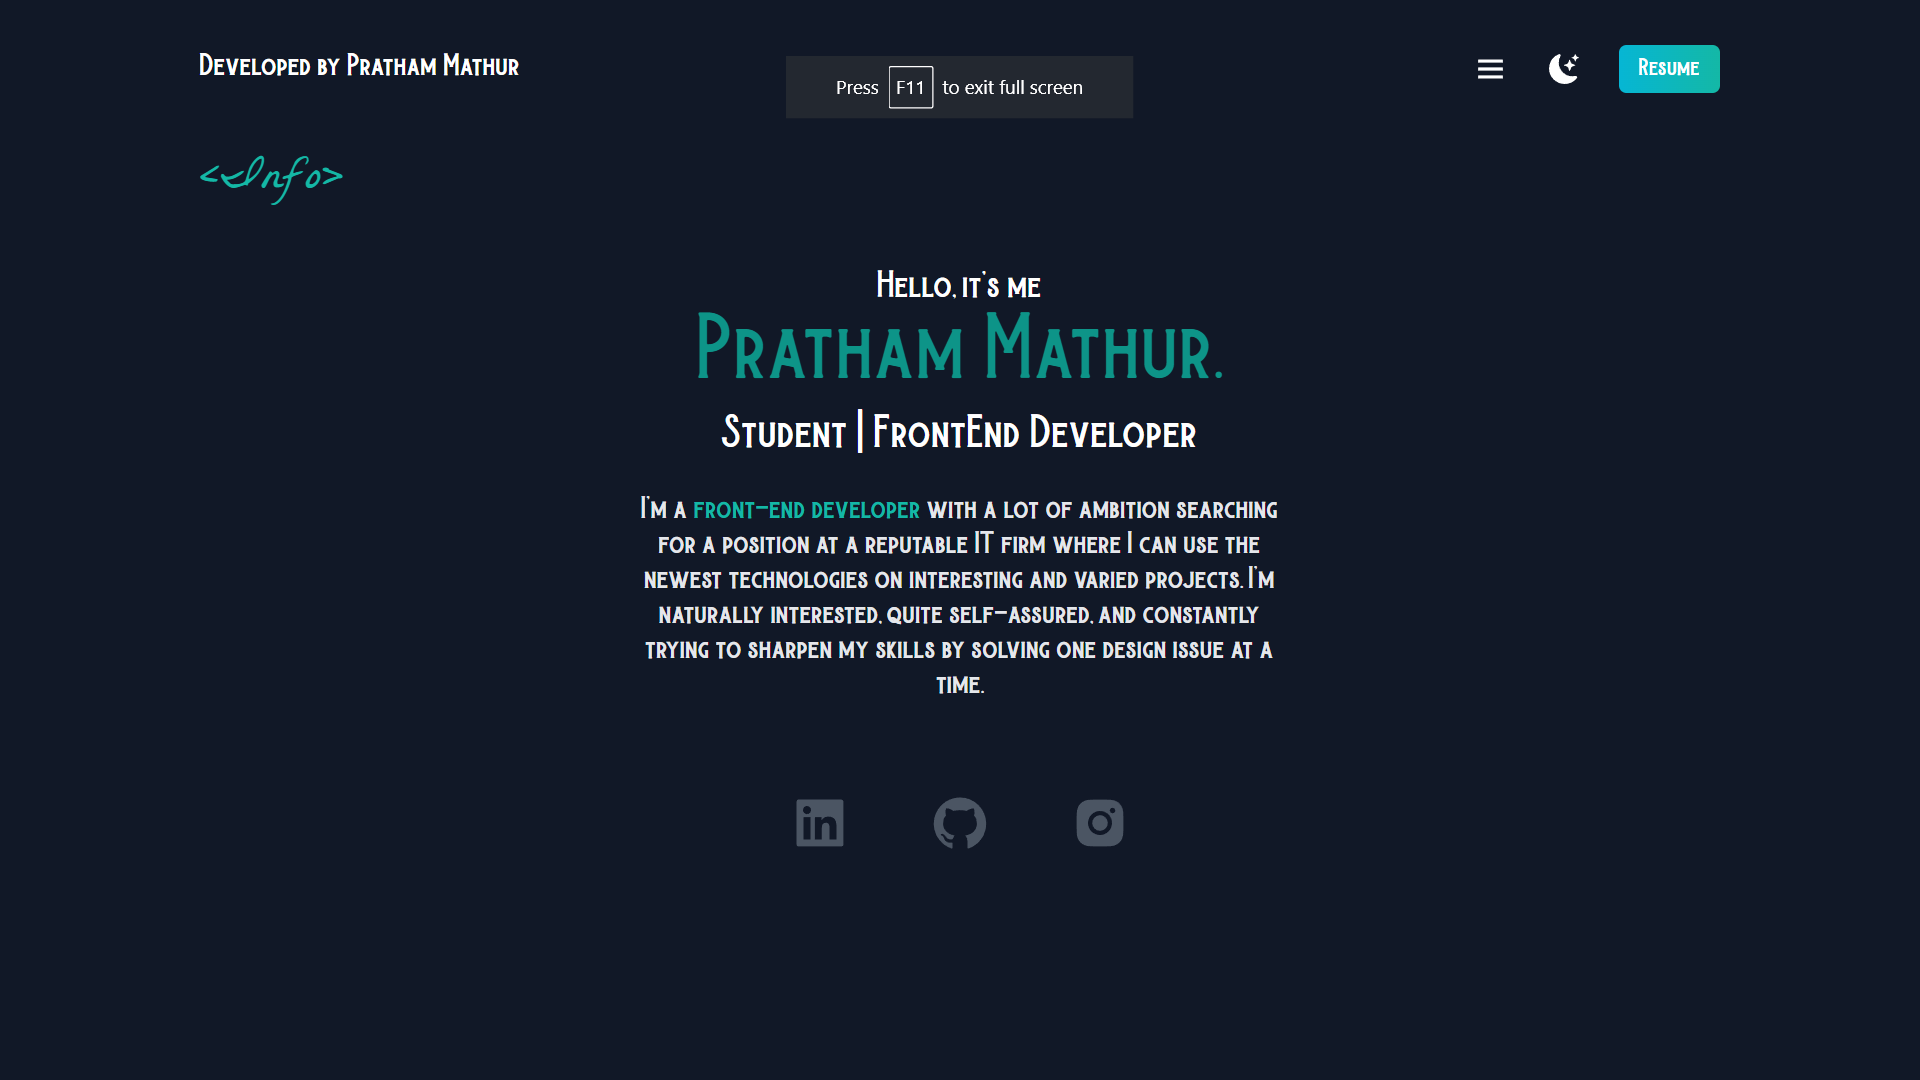 Developed by Pratham Mathur
Press F11 to exit full screen
Resume
<Info>
Hello, it's me
Pratham Mathur.
Student | FrontEnd Developer
I'm a front-end developer with a lot of ambition searching
for a position at a reputable IT firm where I can use the
newest technologies on interesting and varied projects. I'm
naturally interested, quite self-assured, and constantly
trying to sharpen my skills by solving one design issue at a
time.
in